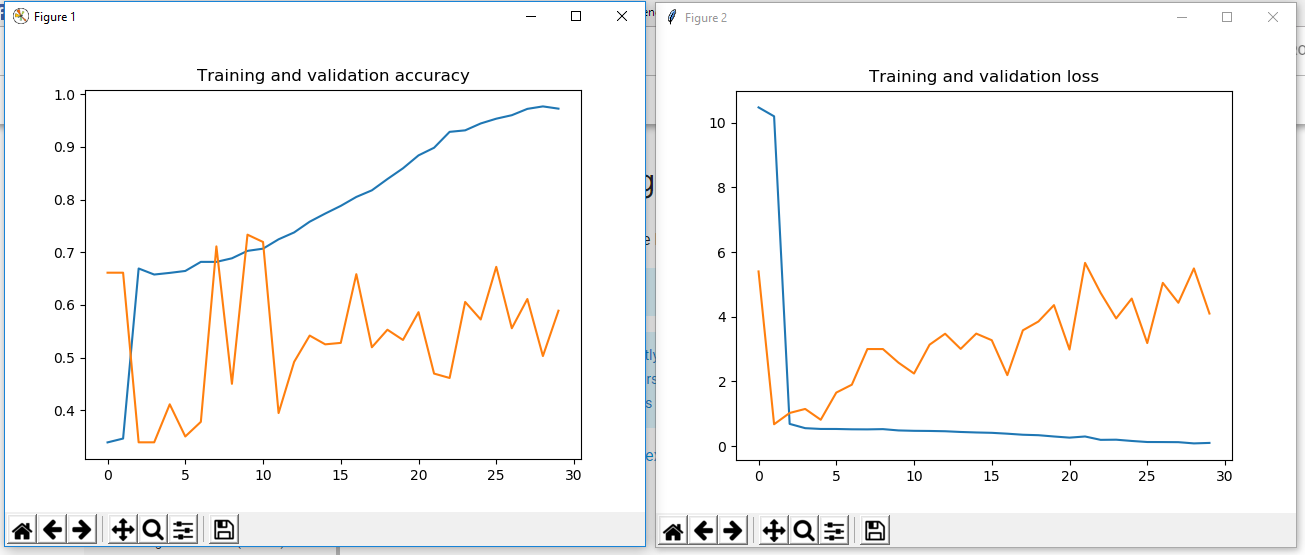 Figure 1
Training and validation accuracy
1.0
0.9
0.8
0.7
0.6
0.5
0.4
0 5 10 15 20 25 30
Figure 2
Training and validation loss
10
8
6
4
2
0
0 5 10 15 20 25 30